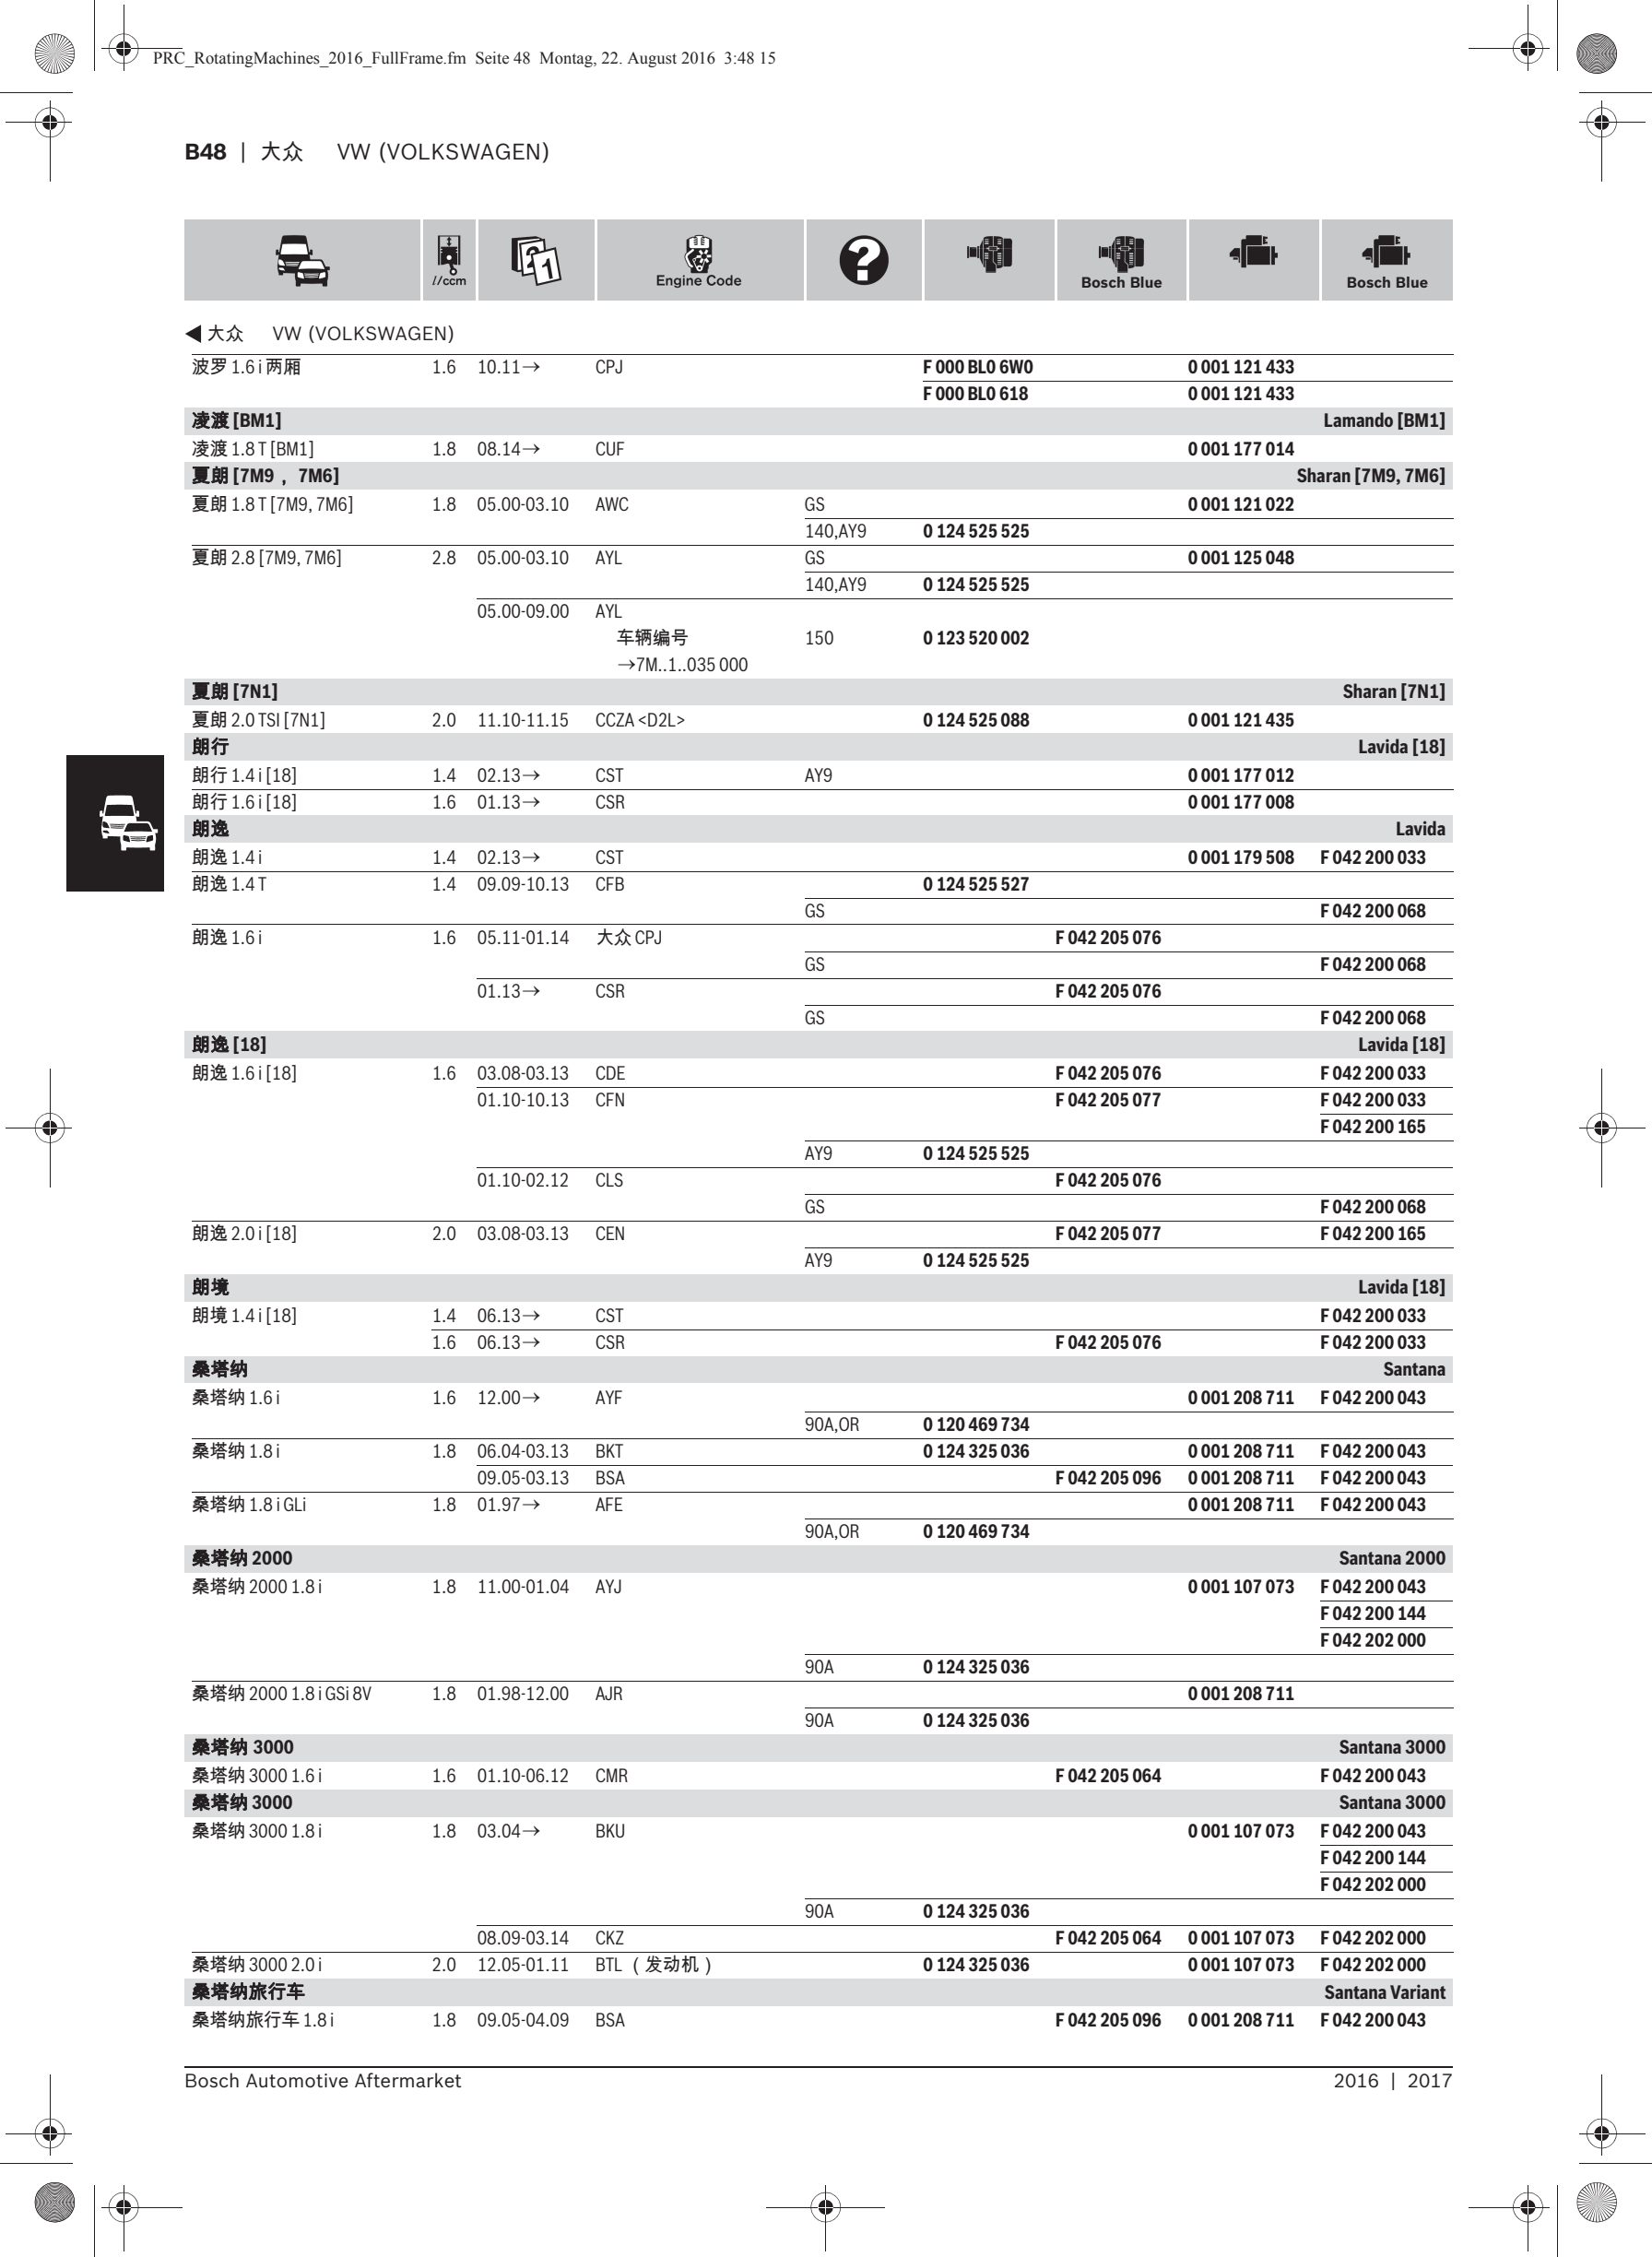 PRC_RotatingMachines_2016_FullFrame.fm Seite 48 Montag, 22. August 2016 3:48 15
B48 | 大众 VW (VOLKSWAGEN)
l/ccm 2 1 Engine Code ? Bosch Blue Bosch Blue
◀ 大众 VW (VOLKSWAGEN)
波罗 1.6 i 两厢 1.6 10.11→ CPJ F 000 BL0 6W0 0 001 121 433
F 000 BL0 618 0 001 121 433
凌渡 [BM1] Lamando [BM1]
凌渡 1.8 T [BM1] 1.8 08.14→ CUF 0 001 177 014
夏朗 [7M9 , 7M6] Sharan [7M9, 7M6]
夏朗 1.8 T [7M9, 7M6] 1.8 05.00-03.10 AWC GS 0 001 121 022
140,AY9 0 124 525 525
夏朗 2.8 [7M9, 7M6] 2.8 05.00-03.10 AYL GS 0 001 125 048
140,AY9 0 124 525 525
05.00-09.00 AYL
车辆编号 150 0 123 520 002
→7M..1..035 000
夏朗 [7N1] Sharan [7N1]
夏朗 2.0 TSI [7N1] 2.0 11.10-11.15 CCZA <D2L> 0 124 525 088 0 001 121 435
朗行 Lavida [18]
朗行 1.4 i [18] 1.4 02.13→ CST AY9 0 001 177 012
朗行 1.6 i [18] 1.6 01.13→ CSR 0 001 177 008
朗逸 Lavida
朗逸 1.4 i 1.4 02.13→ CST 0 001 179 508 F 042 200 033
朗逸 1.4 T 1.4 09.09-10.13 CFB 0 124 525 527
GS F 042 200 068
朗逸 1.6 i 1.6 05.11-01.14 大众 CPJ F 042 205 076
GS F 042 200 068
01.13→ CSR F 042 205 076
GS F 042 200 068
朗逸 [18] Lavida [18]
朗逸 1.6 i [18] 1.6 03.08-03.13 CDE F 042 205 076 F 042 200 033
01.10-10.13 CFN F 042 205 077 F 042 200 033
F 042 200 165
AY9 0 124 525 525
01.10-02.12 CLS F 042 205 076
GS F 042 200 068
朗逸 2.0 i [18] 2.0 03.08-03.13 CEN F 042 205 077 F 042 200 165
AY9 0 124 525 525
朗境 Lavida [18]
朗境 1.4 i [18] 1.4 06.13→ CST F 042 200 033
1.6 06.13→ CSR F 042 205 076 F 042 200 033
桑塔纳 Santana
桑塔纳 1.6 i 1.6 12.00→ AYF 0 001 208 711 F 042 200 043
90A,OR 0 120 469 734
桑塔纳 1.8 i 1.8 06.04-03.13 BKT 0 124 325 036 0 001 208 711 F 042 200 043
09.05-03.13 BSA F 042 205 096 0 001 208 711 F 042 200 043
桑塔纳 1.8 i GLi 1.8 01.97→ AFE 0 001 208 711 F 042 200 043
90A,OR 0 120 469 734
桑塔纳 2000 Santana 2000
桑塔纳 2000 1.8 i 1.8 11.00-01.04 AYJ 0 001 107 073 F 042 200 043
F 042 200 144
F 042 202 000
90A 0 124 325 036
桑塔纳 2000 1.8 i GSi 8V 1.8 01.98-12.00 AJR 0 001 208 711
90A 0 124 325 036
桑塔纳 3000 Santana 3000
桑塔纳 3000 1.6 i 1.6 01.10-06.12 CMR F 042 205 064 F 042 200 043
桑塔纳 3000 Santana 3000
桑塔纳 3000 1.8 i 1.8 03.04→ BKU 0 001 107 073 F 042 200 043
F 042 200 144
F 042 202 000
90A 0 124 325 036
08.09-03.14 CKZ F 042 205 064 0 001 107 073 F 042 202 000
桑塔纳 3000 2.0 i 2.0 12.05-01.11 BTL ( 发动机 ) 0 124 325 036 0 001 107 073 F 042 202 000
桑塔纳旅行车 Santana Variant
桑塔纳旅行车 1.8 i 1.8 09.05-04.09 BSA F 042 205 096 0 001 208 711 F 042 200 043
Bosch Automotive Aftermarket 2016 | 2017